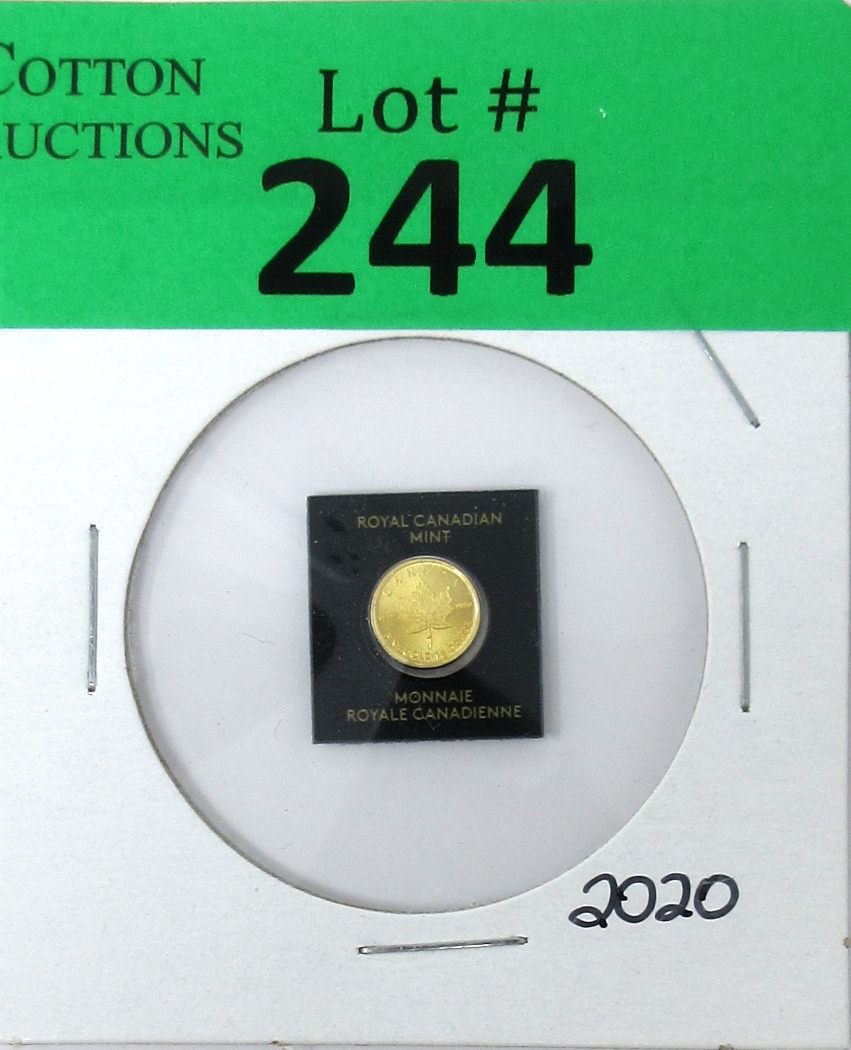 COTTON
UCTIONS
Lot #
244
ROYAL CANADIAN
MINT
MONNAIE
ROYALE CANADIENNE
2020